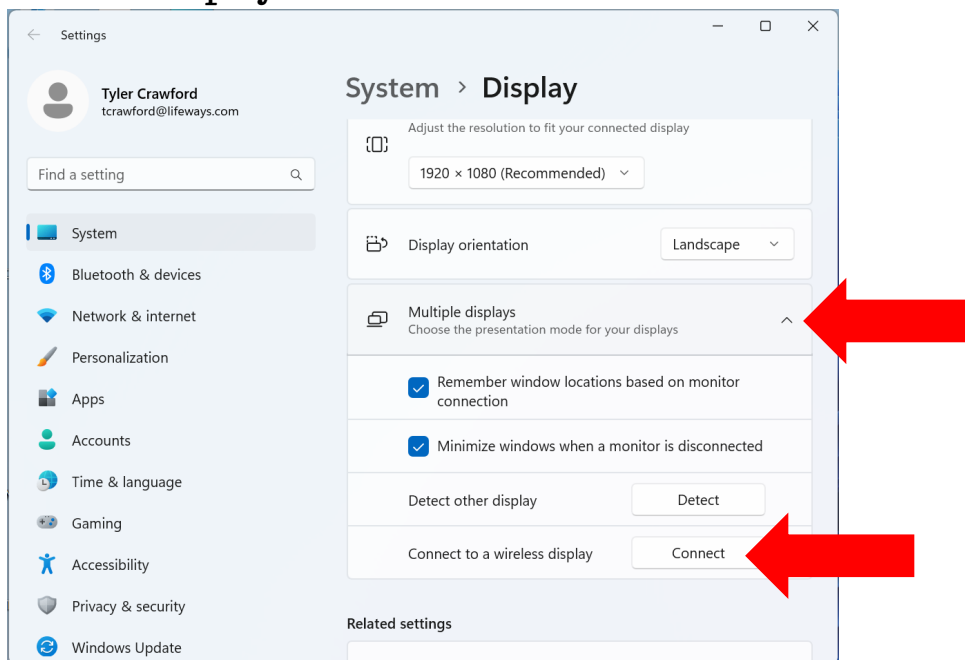 Settings
Tyler Crawford
tcrawford@lifeways.com
Find a setting
System
Bluetooth & devices
Network & internet
Personalization
Apps
Accounts
Time & language
Gaming
Accessibility
Privacy & security
Windows Update
System > Display
Adjust the resolution to fit your connected display
1920 × 1080 (Recommended)
Display orientation
Landscape
Multiple displays
Choose the presentation mode for your displays
Remember window locations based on monitor
connection
Minimize windows when a monitor is disconnected
Detect other display
Detect
Connect to a wireless display
Connect
Related settings